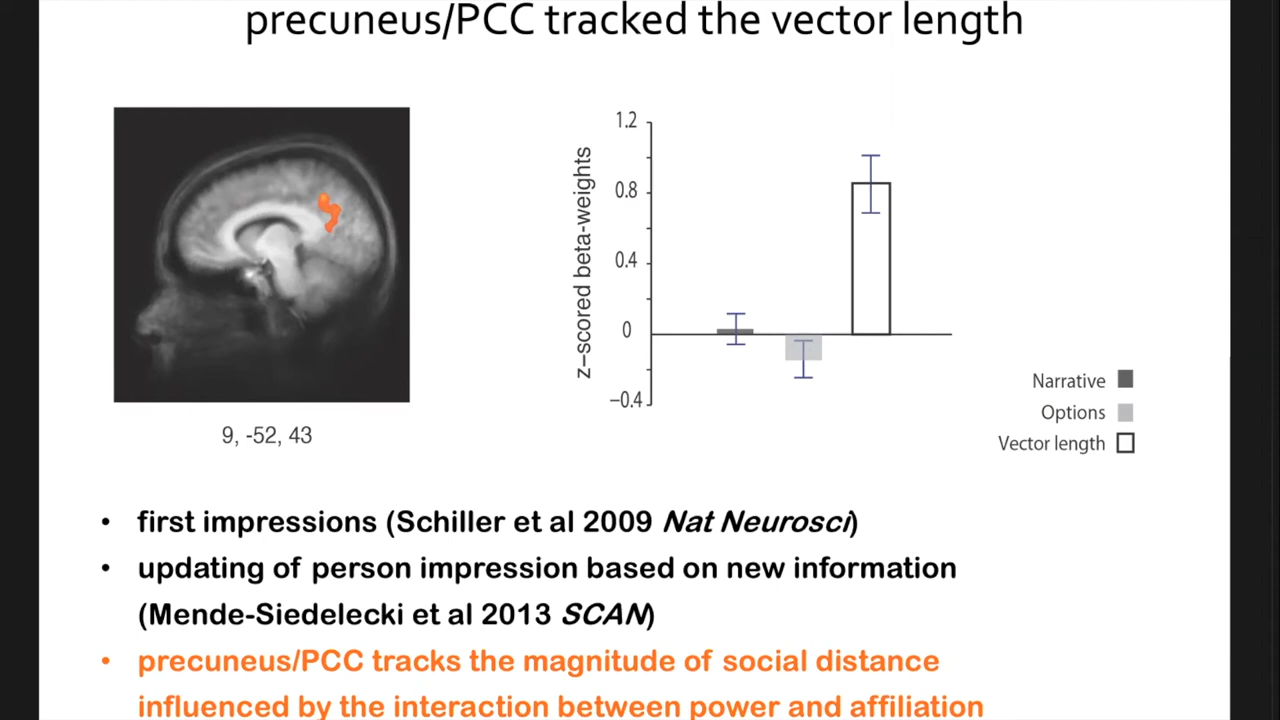 precuneus/PCC tracked the vector length
1.2
0.8
0.4
0
−0.4
z−scored beta-weights
9, -52, 43
Narrative
Options
Vector length
• first impressions (Schiller et al 2009 Nat Neurosci)
• updating of person impression based on new information
(Mende-Siedelecki et al 2013 SCAN)
• precuneus/PCC tracks the magnitude of social distance
influenced by the interaction between power and affiliation